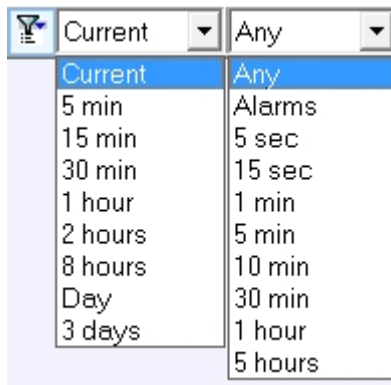 Current Any
Current
5 min
15 min
30 min
1 hour
2 hours
8 hours
Day
3 days
Any
Alarms
5 sec
15 sec
1 min
5 min
10 min
30 min
1 hour
5 hours